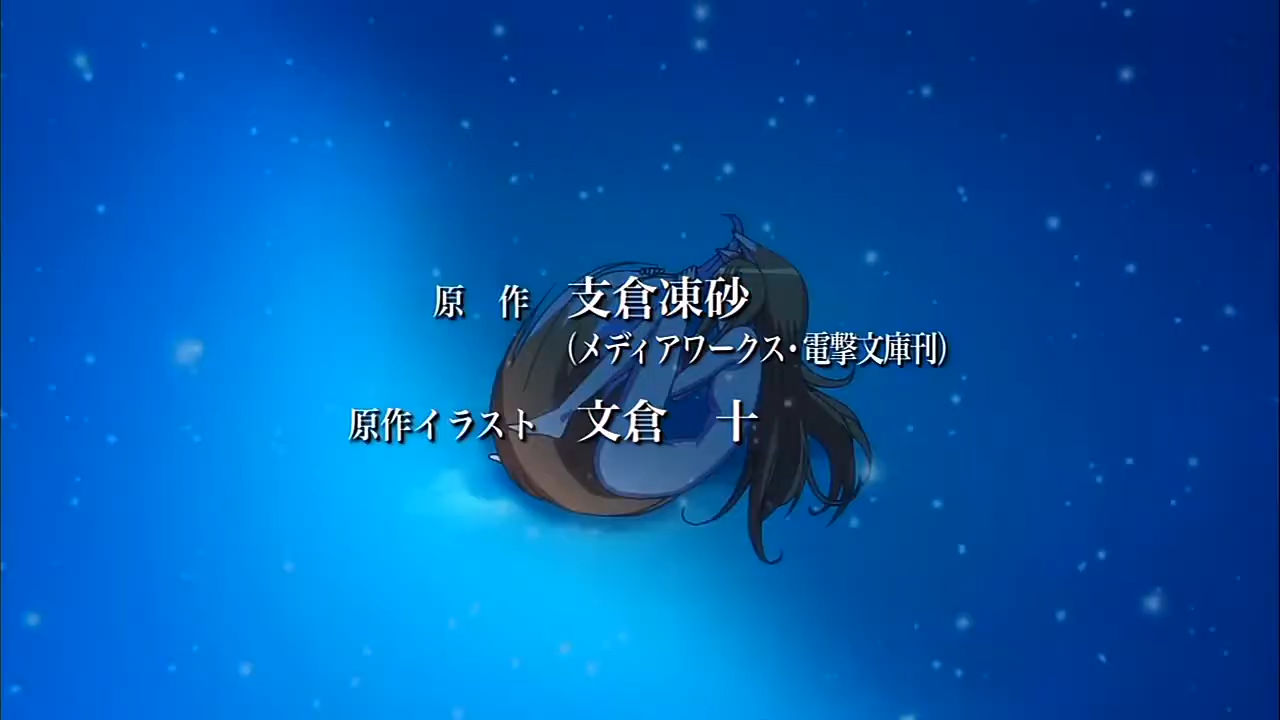 原　作　支倉凍砂
(メディアワークス・電撃文庫刊)
原作イラスト　文倉　十